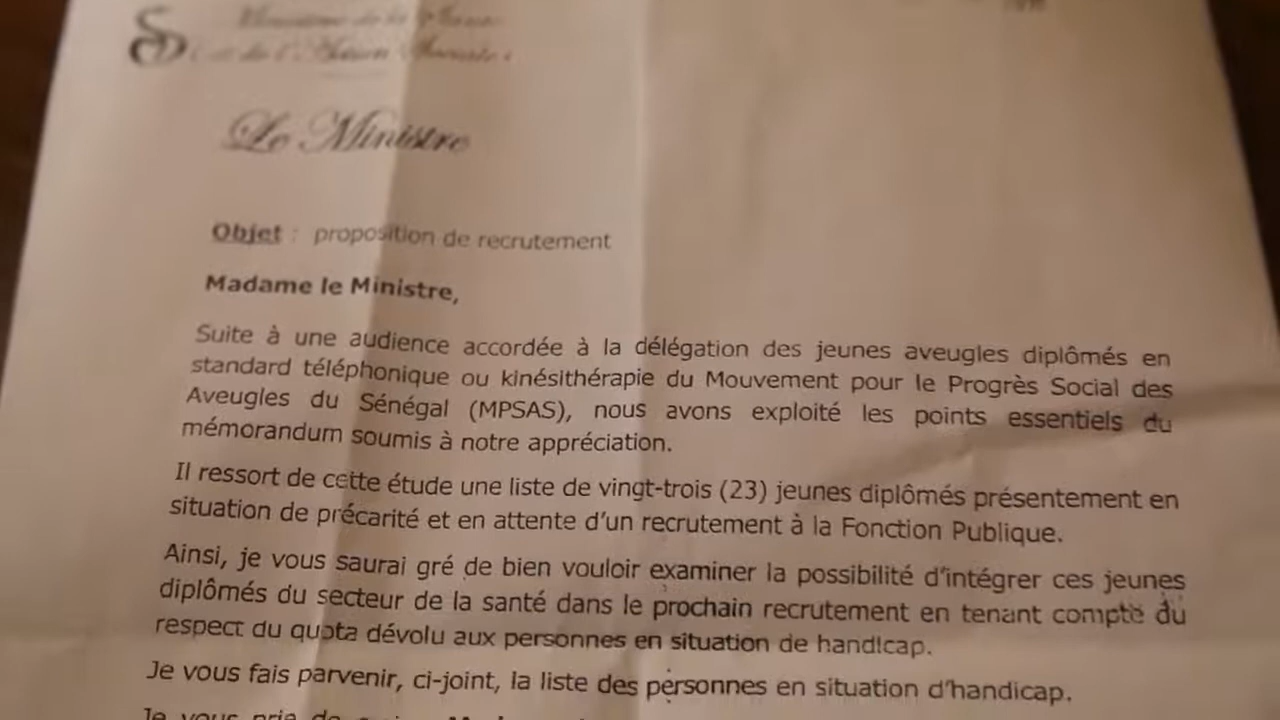 Le Ministre
Objet : proposition de recrutement
Madame le Ministre,
Suite à une audience accordée à la délégation des jeunes aveugles diplômés en
standard téléphonique ou kinésithérapie du Mouvement pour le Progrès Social des
Aveugles du Sénégal (MPSAS), nous avons exploité les points essentiels du
mémorandum soumis à notre appréciation.
Il ressort de cette étude une liste de vingt-trois (23) jeunes diplômés présentement en
situation de précarité et en attente d'un recrutement à la Fonction Publique.
Ainsi, je vous saurai gré de bien vouloir examiner la possibilité d'intégrer ces jeunes
diplômés du secteur de la santé dans le prochain recrutement en tenant compte du
respect du quota dévolu aux personnes en situation de handicap.
Je vous fais parvenir, ci-joint, la liste des personnes en situation d'handicap.
Je vous prie de